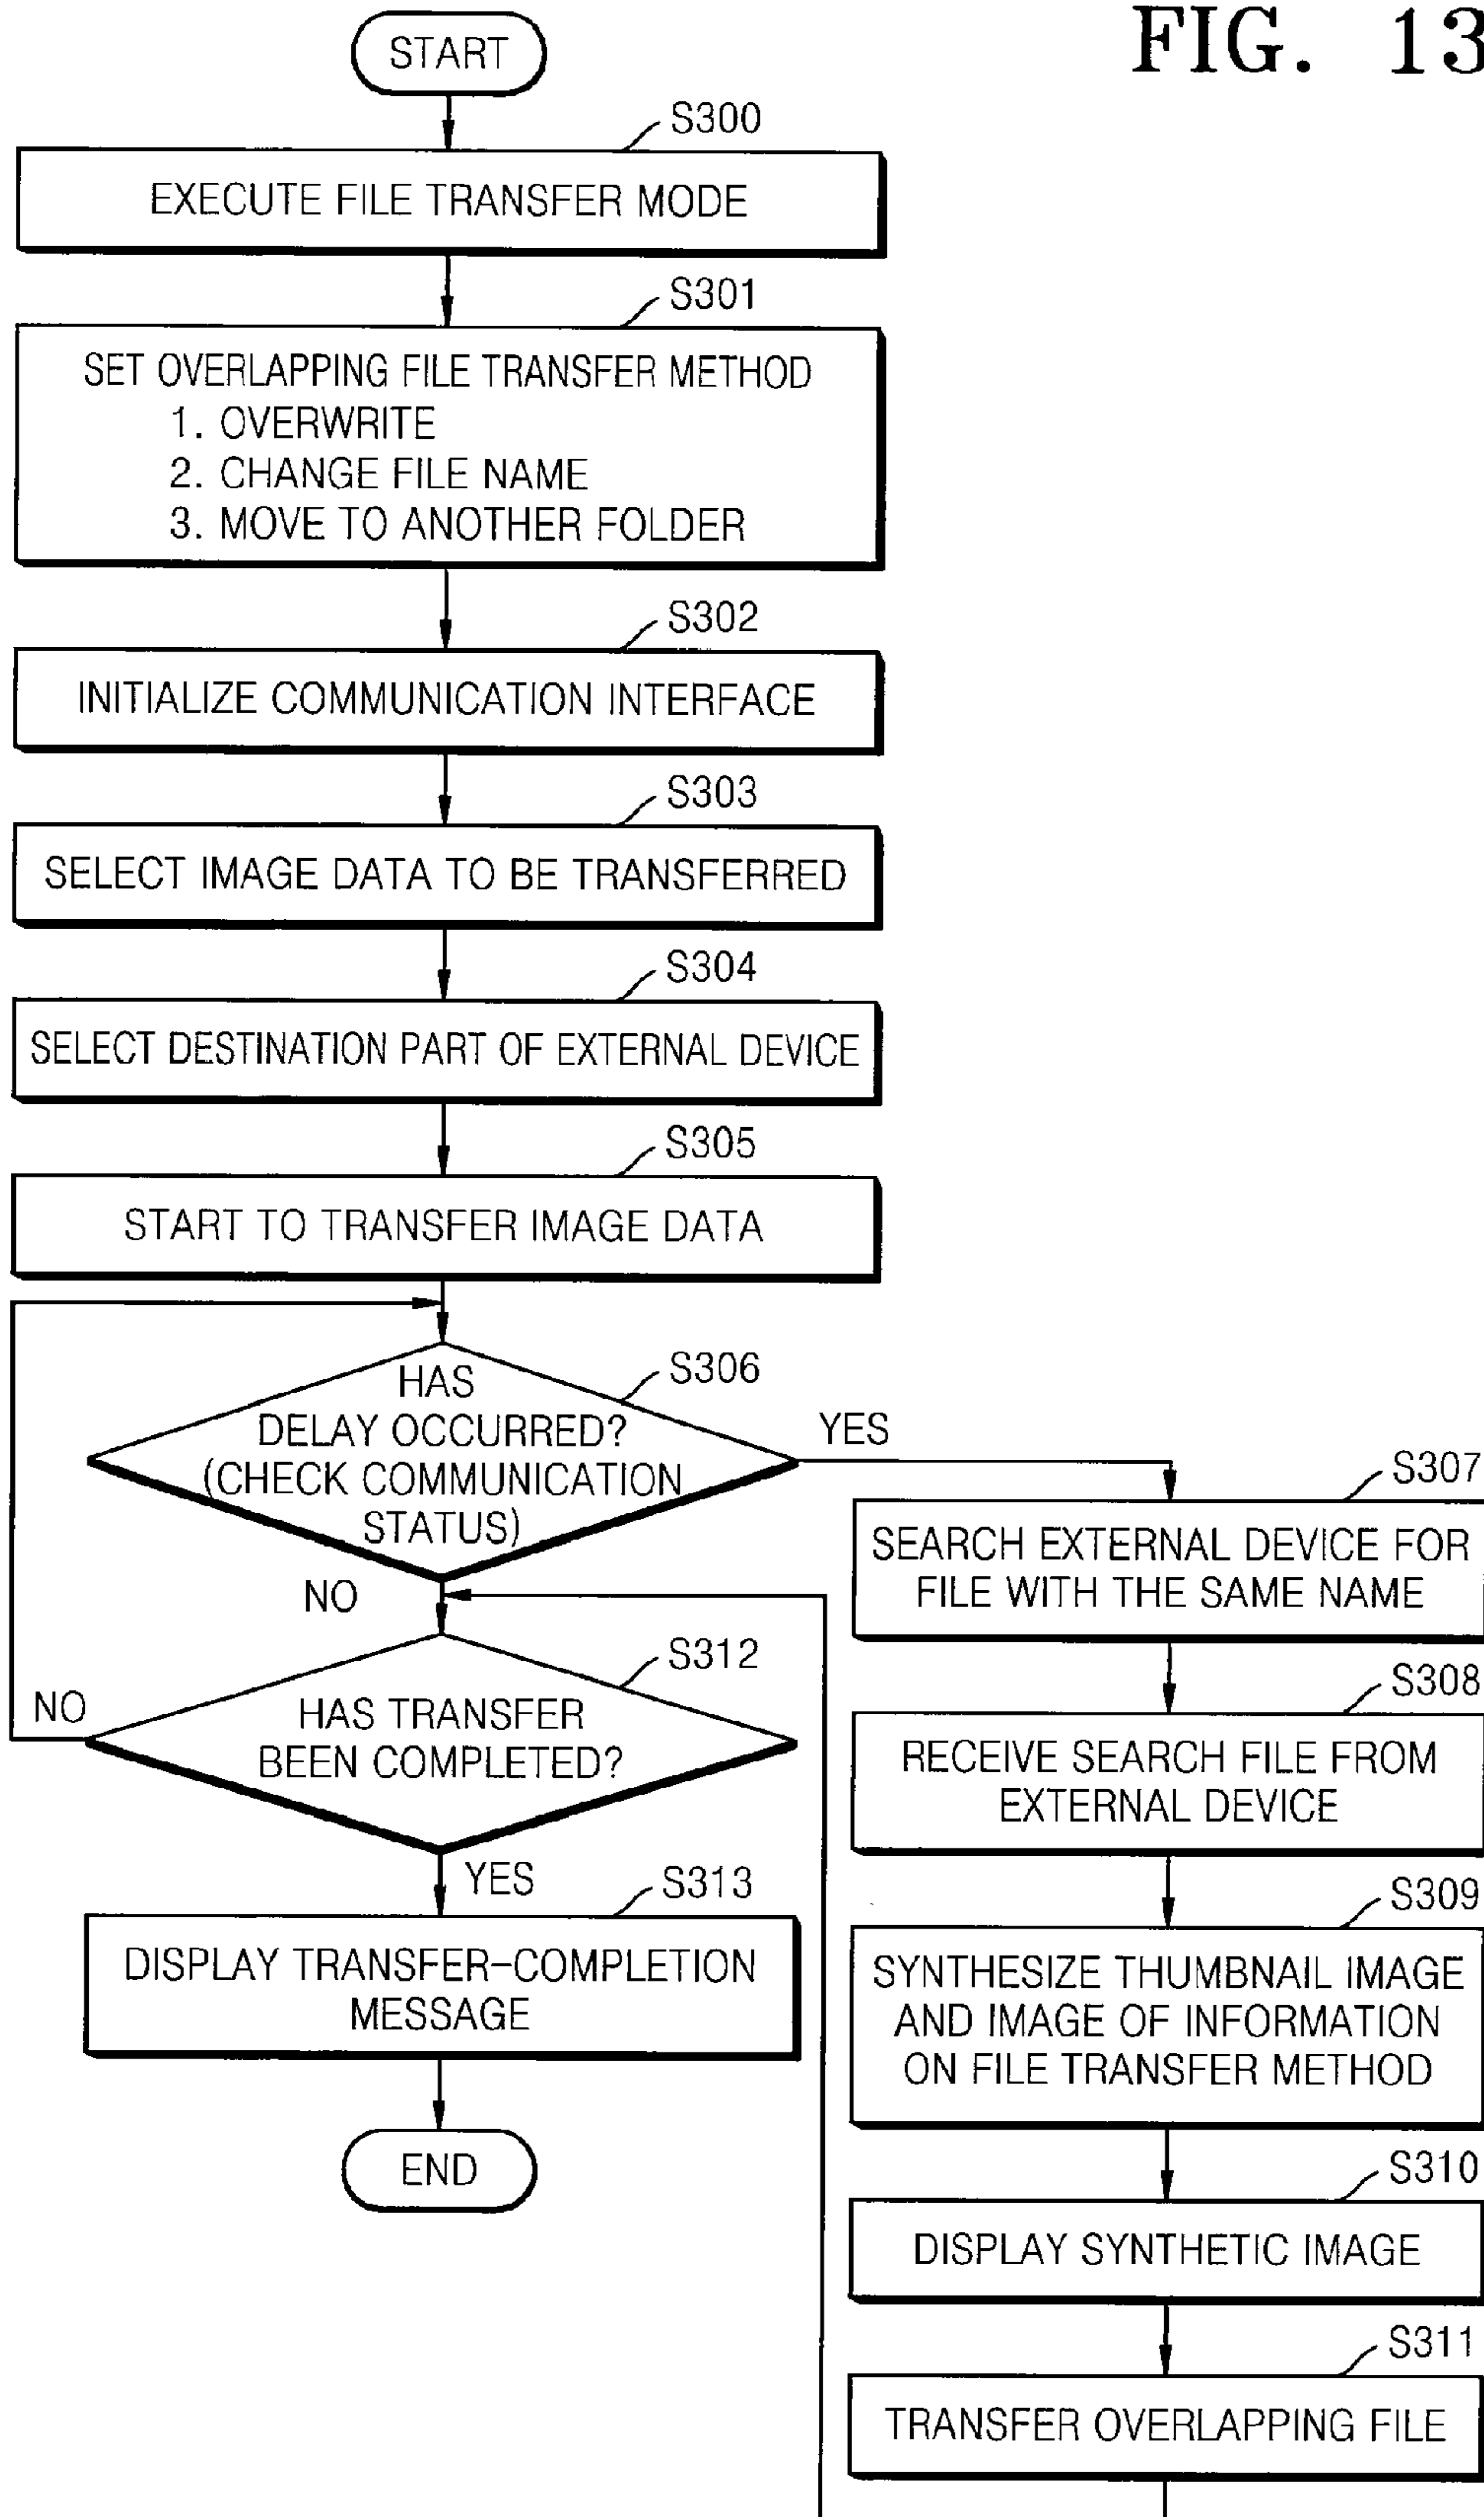 FIG. 13
START
S300
EXECUTE FILE TRANSFER MODE
S301
SET OVERLAPPING FILE TRANSFER METHOD
1. OVERWRITE
2. CHANGE FILE NAME
3. MOVE TO ANOTHER FOLDER
S302
INITIALIZE COMMUNICATION INTERFACE
S303
SELECT IMAGE DATA TO BE TRANSFERRED
S304
SELECT DESTINATION PART OF EXTERNAL DEVICE
S305
START TO TRANSFER IMAGE DATA
S306
HAS
DELAY OCCURRED?
(CHECK COMMUNICATION
STATUS)
YES
NO
S307
SEARCH EXTERNAL DEVICE FOR
FILE WITH THE SAME NAME
S308
RECEIVE SEARCH FILE FROM
EXTERNAL DEVICE
S309
SYNTHESIZE THUMBNAIL IMAGE
AND IMAGE OF INFORMATION
ON FILE TRANSFER METHOD
S310
DISPLAY SYNTHETIC IMAGE
S311
TRANSFER OVERLAPPING FILE
S312
HAS TRANSFER
BEEN COMPLETED?
NO
YES
S313
DISPLAY TRANSFER-COMPLETION
MESSAGE
END